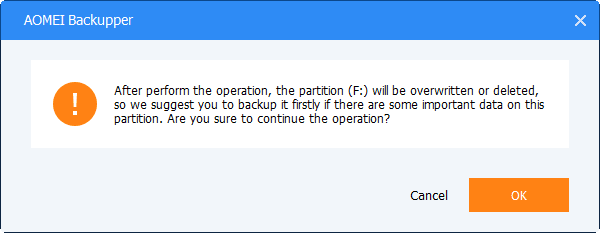 AOMEI Backupper
After perform the operation, the partition (F:) will be overwritten or deleted,
so we suggest you to backup it firstly if there are some important data on this
partition. Are you sure to continue the operation?
Cancel
OK